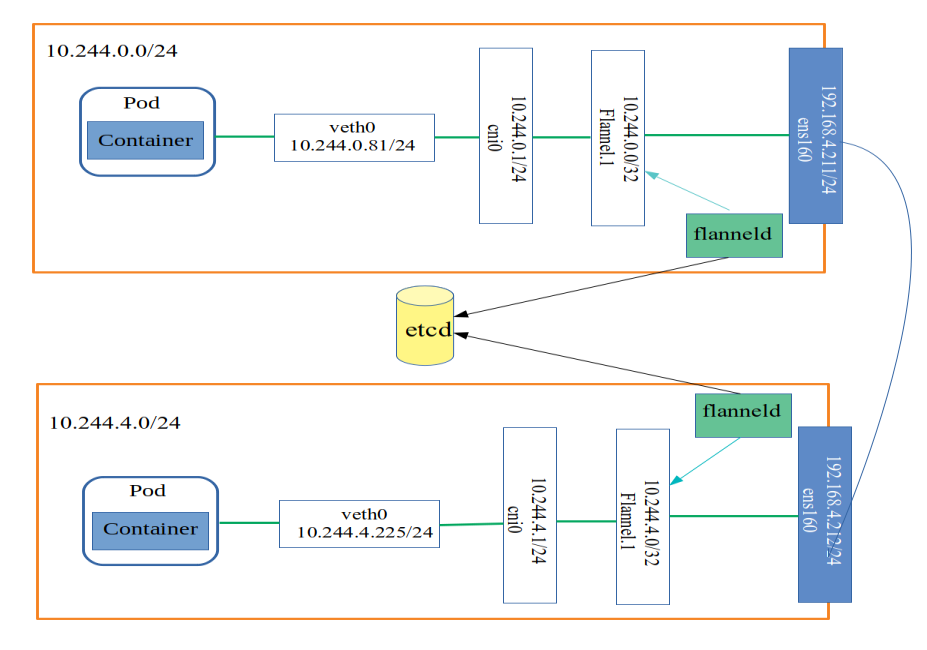 10.244.0.0/24
Pod
Container
veth0
10.244.0.81/24
10.244.0.1/24
cni0
10.244.0.0/32
Flannel.1
192.168.4.211/24
ens160
flanneld
etcd
10.244.4.0/24
flanneld
Pod
Container
veth0
10.244.4.225/24
10.244.4.1/24
cni0
10.244.4.0/32
Flannel.1
192.168.4.212/24
ens160